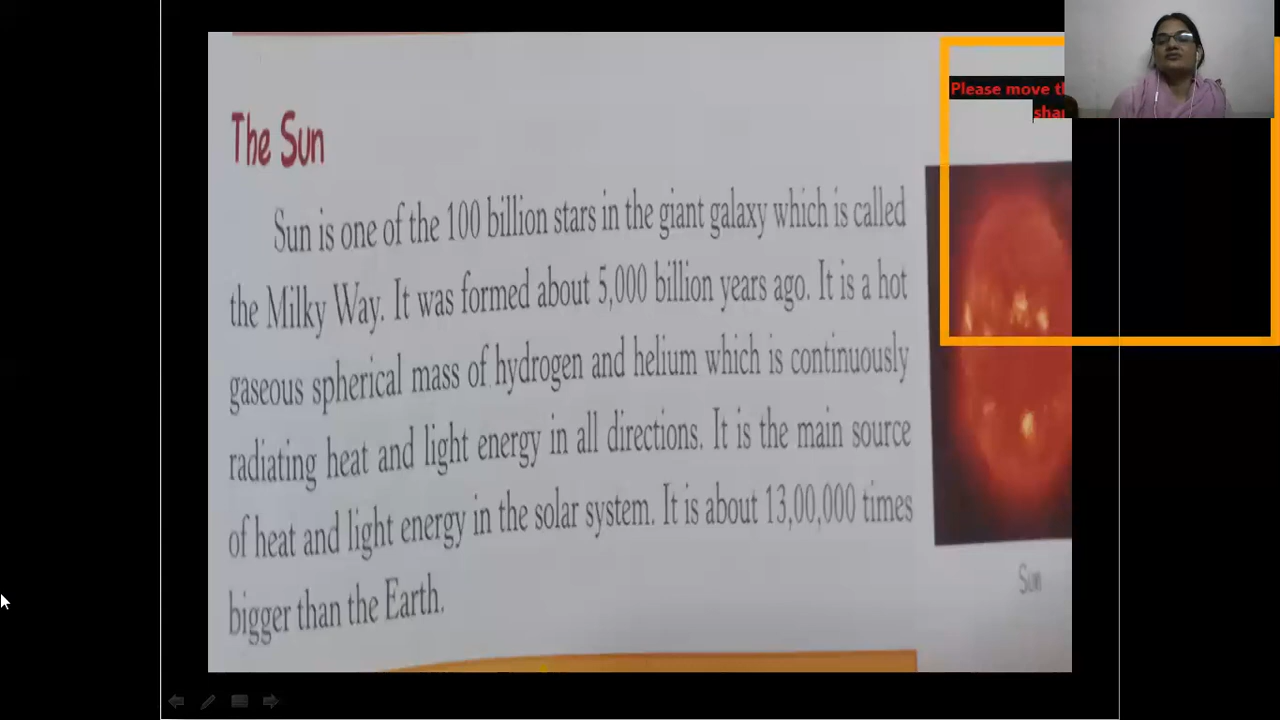 The Sun
Sun is one of the 100 billion stars in the giant galaxy which is called
the Milky Way. It was formed about 5,000 billion years ago. It is a hot
gaseous spherical mass of hydrogen and helium which is continuously
radiating heat and light energy in all directions. It is the main source
of heat and light energy in the solar system. It is about 13,00,000 times
bigger than the Earth.
Please move
Sun